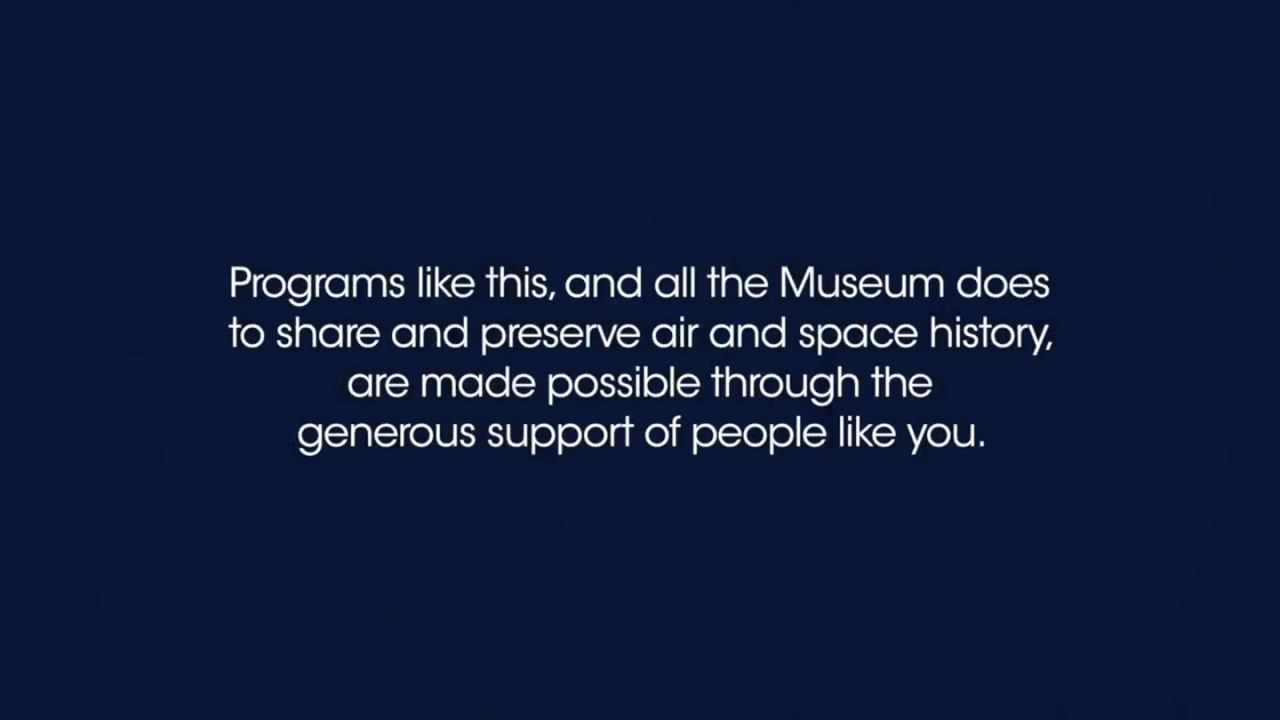 Programs like this, and all the Museum does
to share and preserve air and space history,
are made possible through the
generous support of people like you.